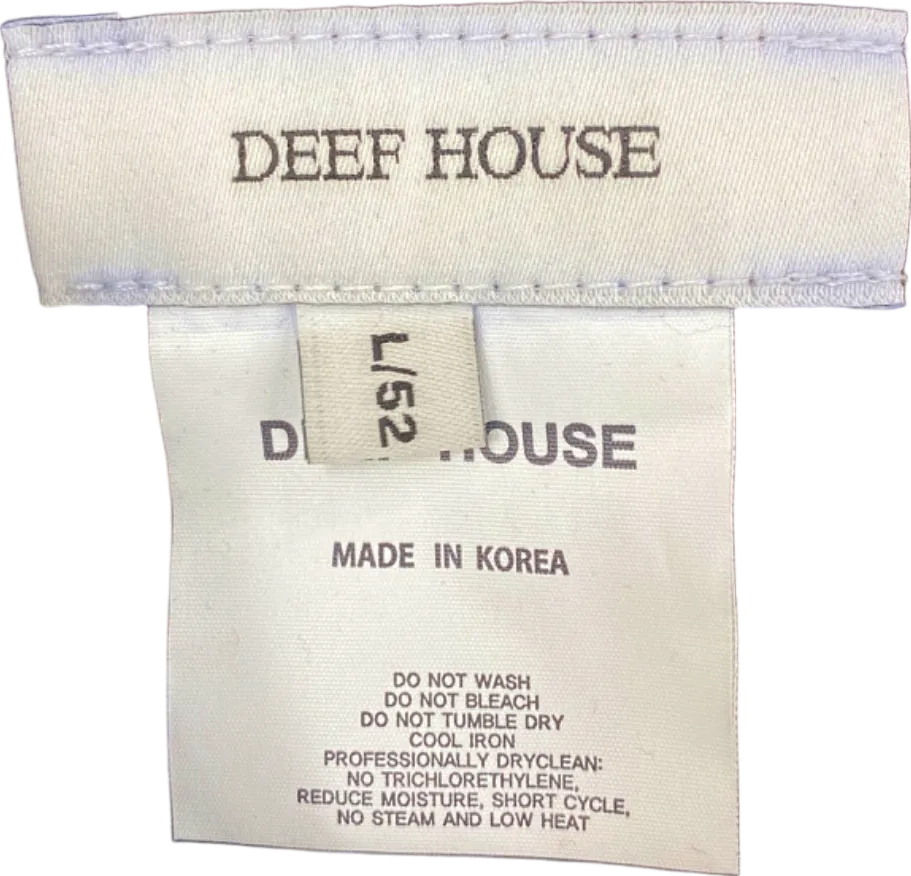 DEEF HOUSE
L/52
HOUSE
MADE IN KOREA
DO NOT WASH
DO NOT BLEACH
DO NOT TUMBLE DRY
COOL IRON
PROFESSIONALLY DRYCLEAN:
NO TRICHLORETHYLENE,
REDUCE MOISTURE, SHORT CYCLE,
NO STEAM AND LOW HEAT